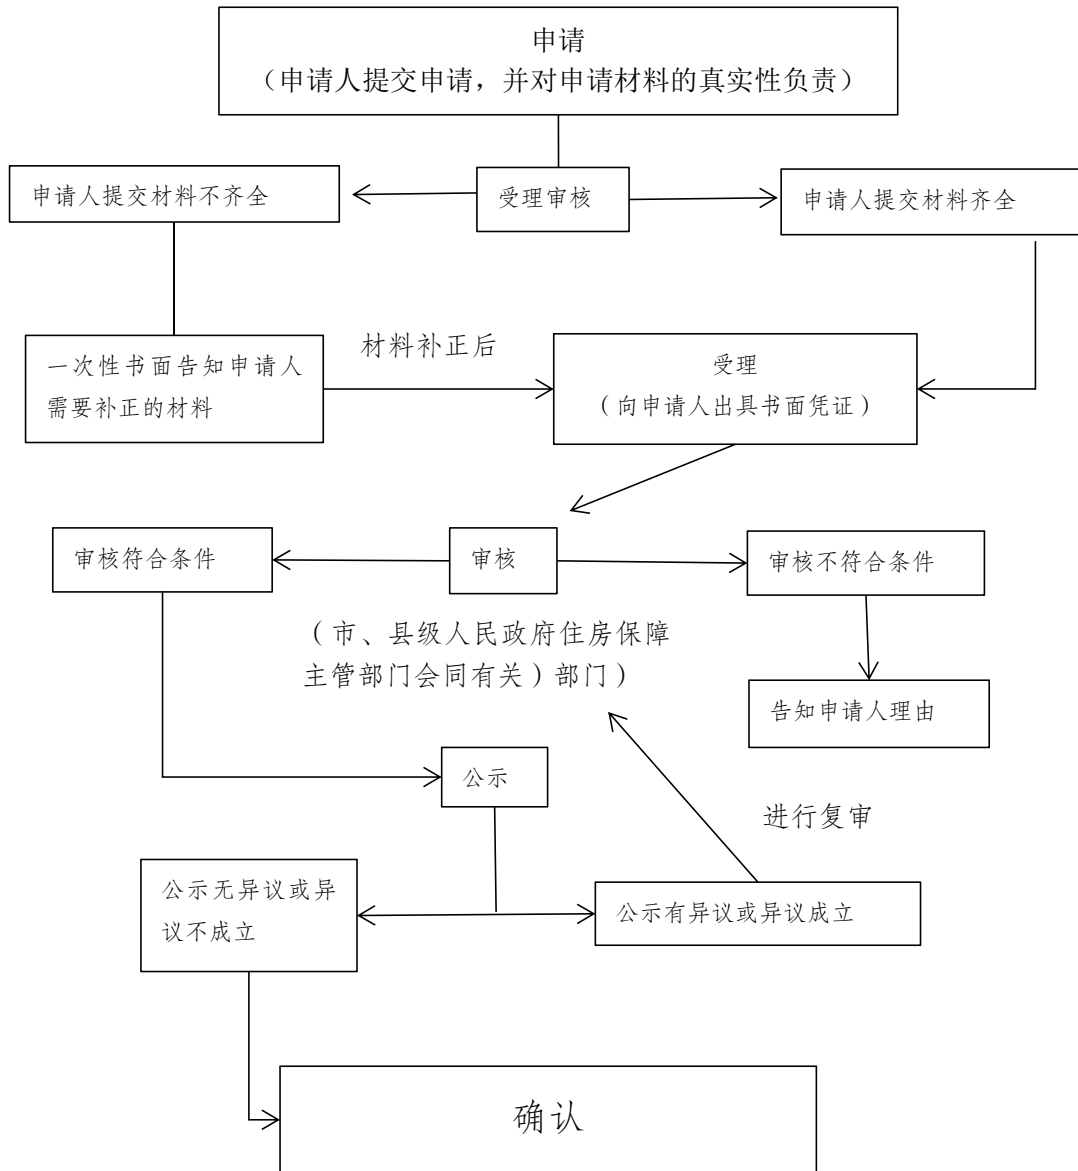 申请
（申请人提交申请，并对申请材料的真实性负责）
申请人提交材料不齐全
受理审核
申请人提交材料齐全
材料补正后
一次性书面告知申请人
需要补正的材料
受理
（向申请人出具书面凭证）
审核符合条件
审核
审核不符合条件
（市、县级人民政府住房保障
主管部门会同有关）部门）
告知申请人理由
公示
进行复审
公示无异议或异
议不成立
公示有异议或异议成立
确认